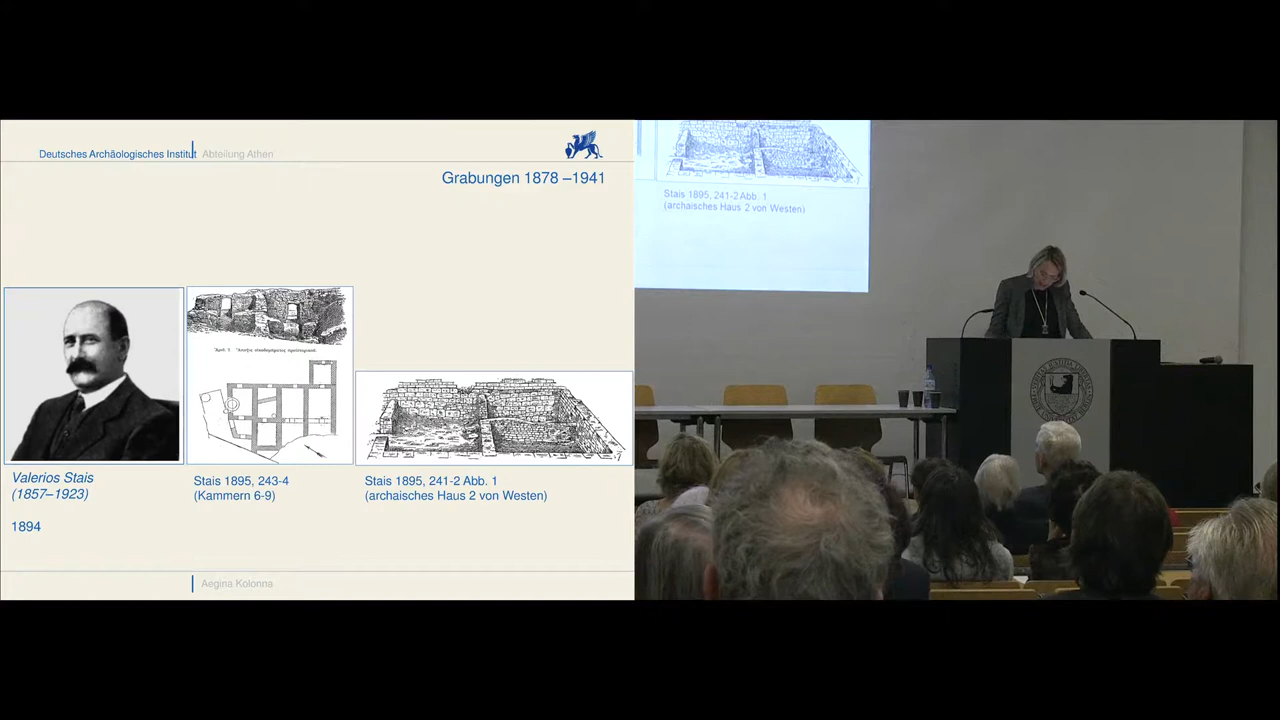 Deutsches Archäologisches Institut Abteilung Athen
Grabungen 1878 –1941
Valerios Stais
(1857–1923)
1894
Stais 1895, 243-4
(Kammern 6-9)
Stais 1895, 241-2 Abb. 1
(archaisches Haus 2 von Westen)
Aegina Kolonna
Stais 1895, 241-2 Abb. 1
(archaisches Haus 2 von Westen)